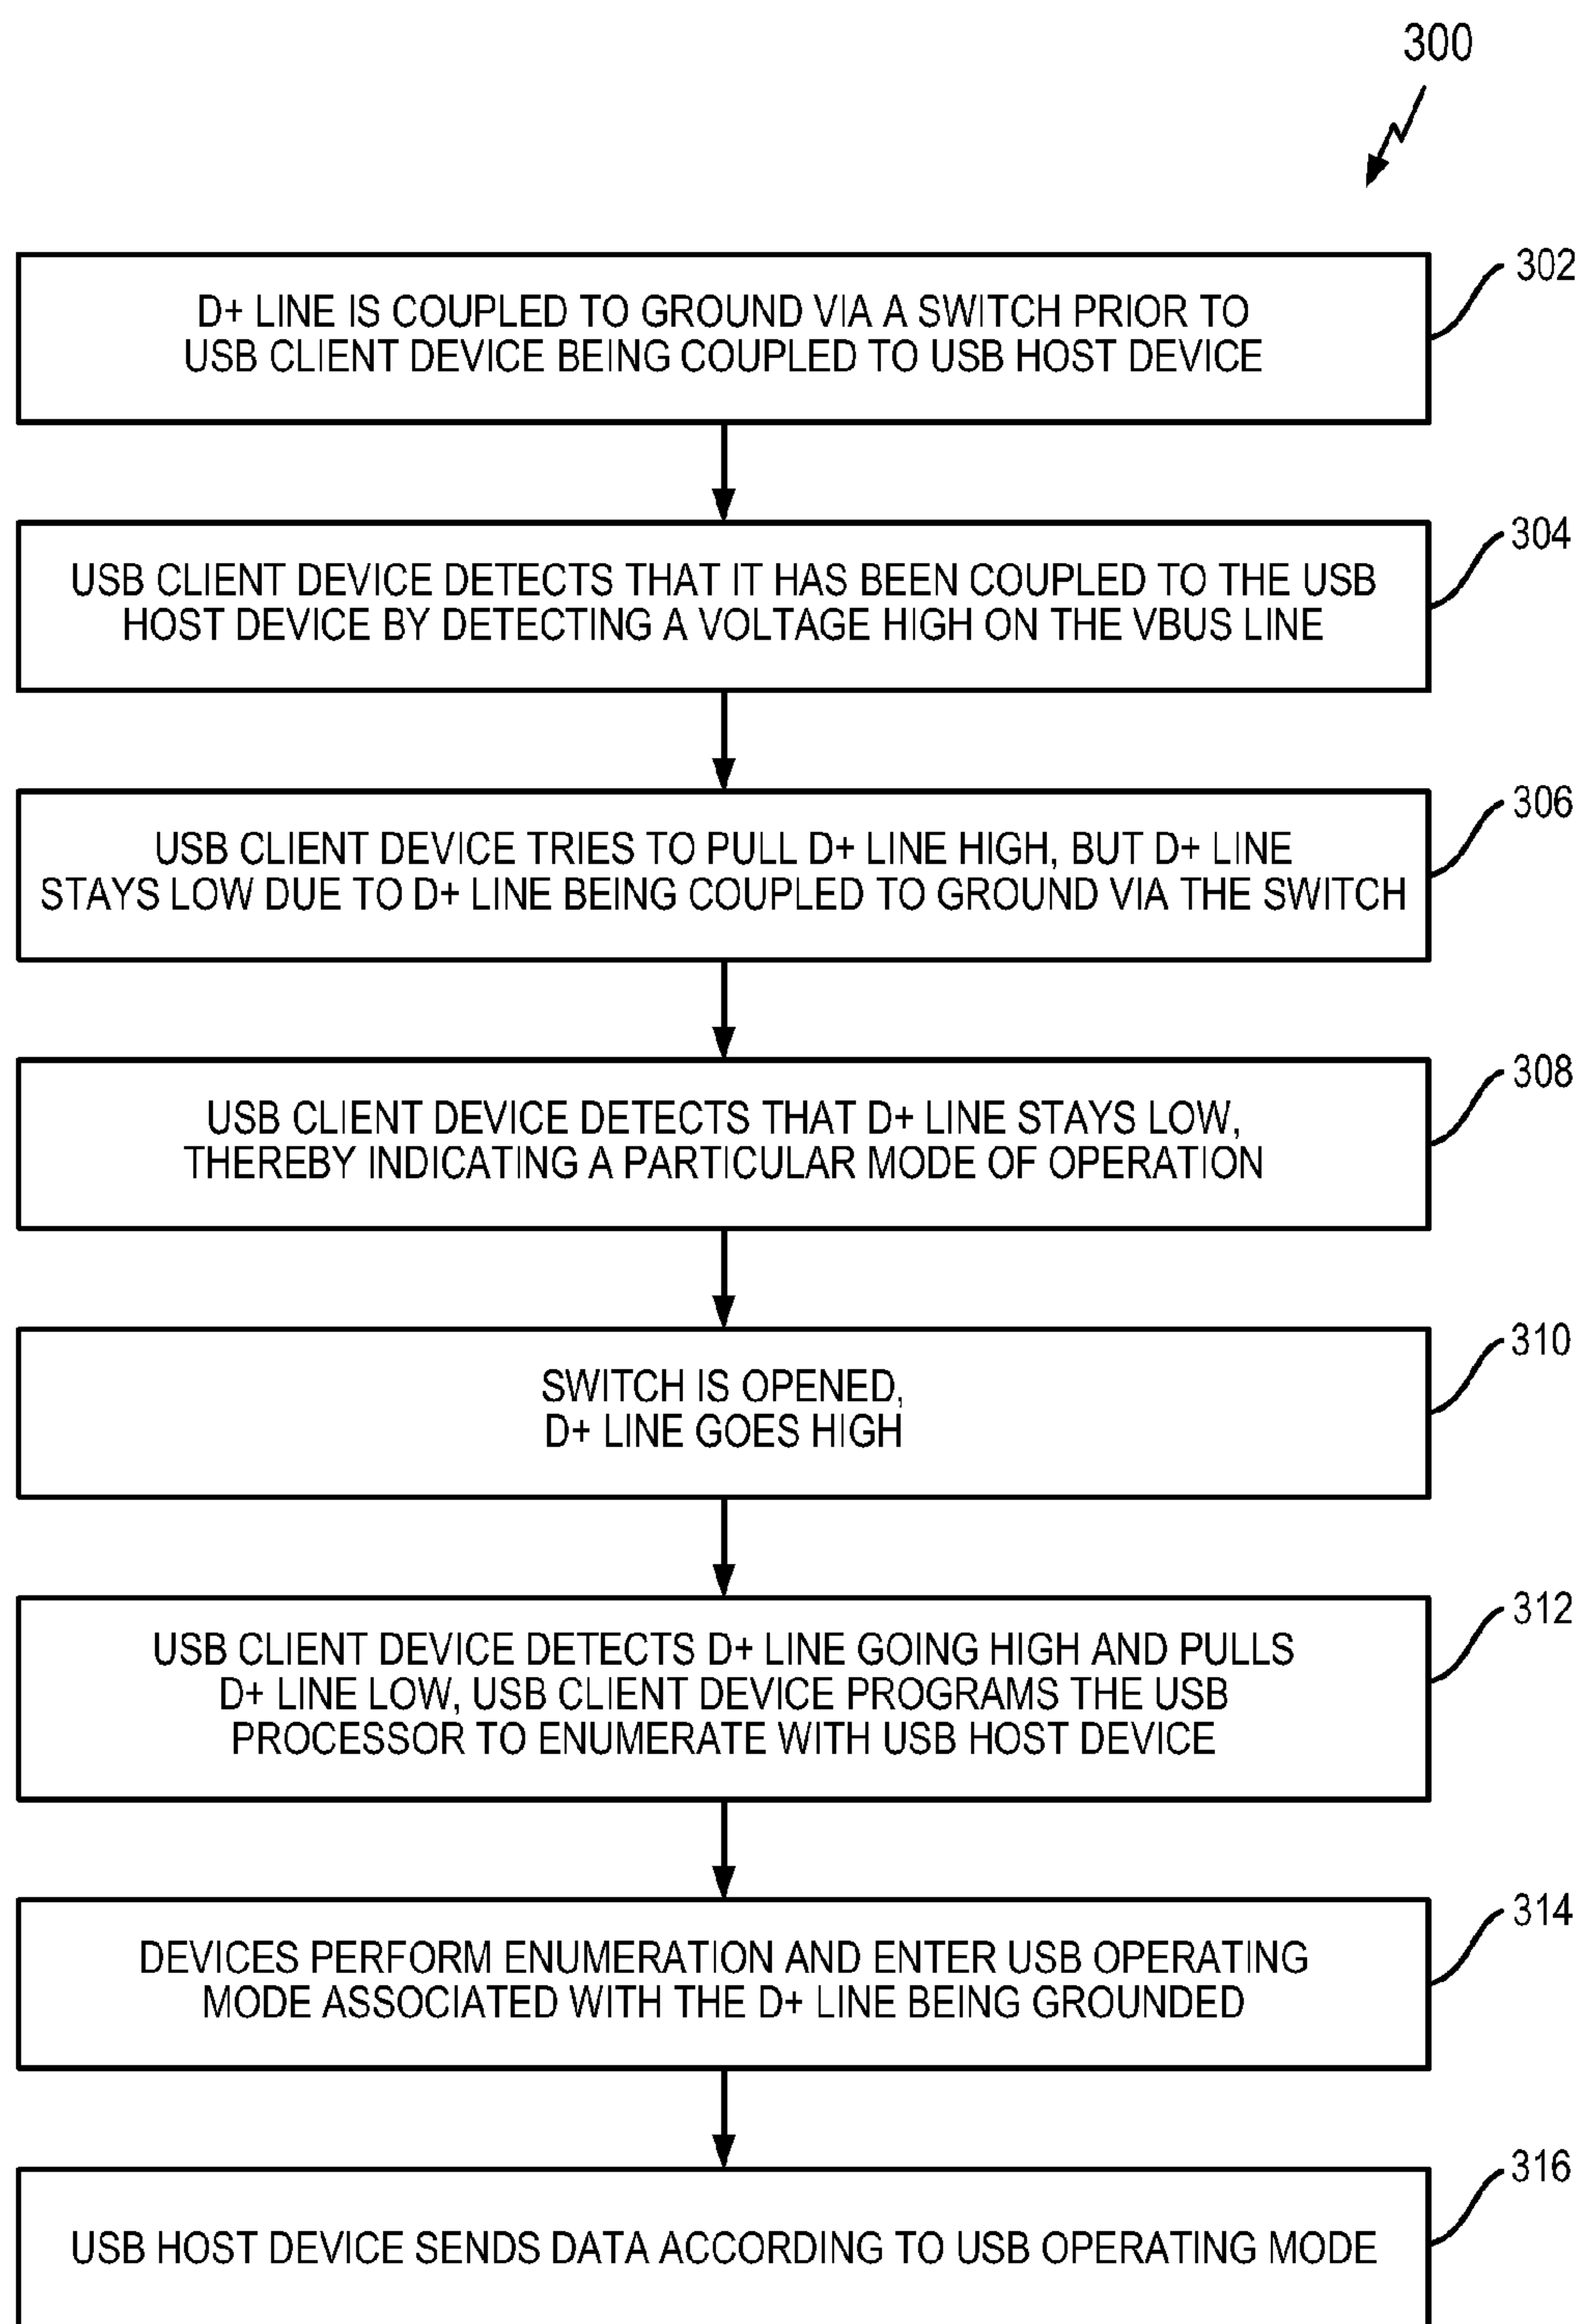 300
D+ LINE IS COUPLED TO GROUND VIA A SWITCH PRIOR TO
USB CLIENT DEVICE BEING COUPLED TO USB HOST DEVICE
302
USB CLIENT DEVICE DETECTS THAT IT HAS BEEN COUPLED TO THE USB
HOST DEVICE BY DETECTING A VOLTAGE HIGH ON THE VBUS LINE
304
USB CLIENT DEVICE TRIES TO PULL D+ LINE HIGH, BUT D+ LINE
STAYS LOW DUE TO D+ LINE BEING COUPLED TO GROUND VIA THE SWITCH
306
USB CLIENT DEVICE DETECTS THAT D+ LINE STAYS LOW,
THEREBY INDICATING A PARTICULAR MODE OF OPERATION
308
SWITCH IS OPENED,
D+ LINE GOES HIGH
310
USB CLIENT DEVICE DETECTS D+ LINE GOING HIGH AND PULLS
D+ LINE LOW, USB CLIENT DEVICE PROGRAMS THE USB
PROCESSOR TO ENUMERATE WITH USB HOST DEVICE
312
DEVICES PERFORM ENUMERATION AND ENTER USB OPERATING
MODE ASSOCIATED WITH THE D+ LINE BEING GROUNDED
314
USB HOST DEVICE SENDS DATA ACCORDING TO USB OPERATING MODE
316